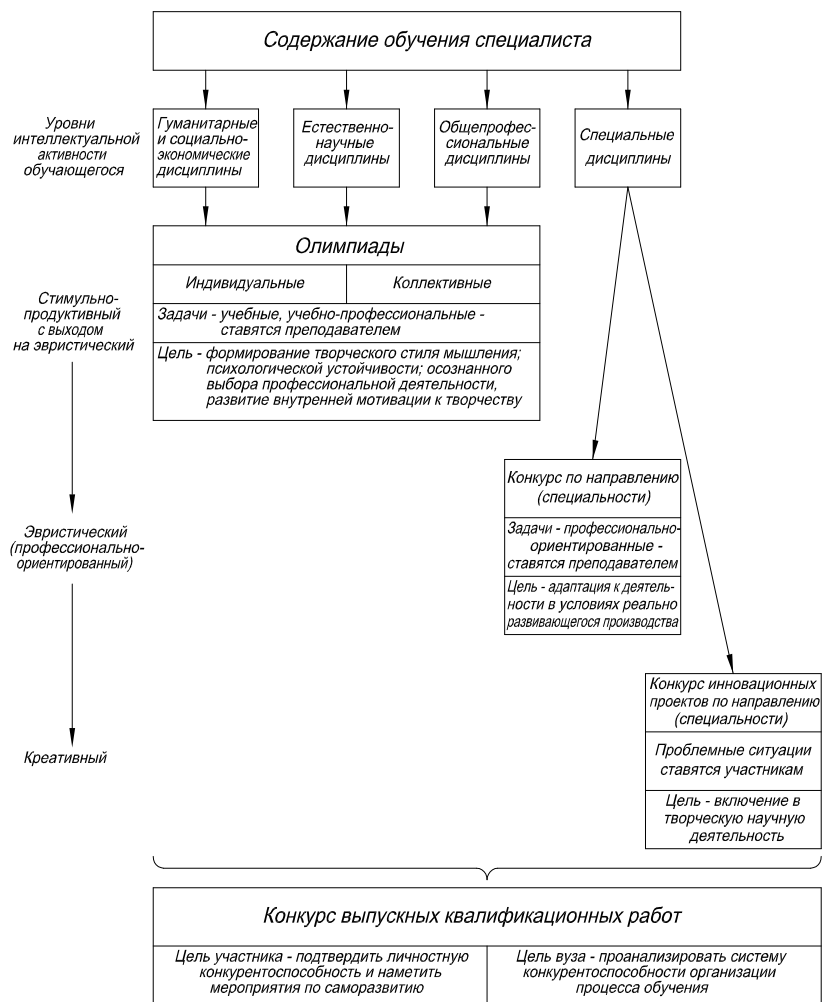 Содержание обучения специалиста
Уровни
интеллектуальной
активности
обучающегося
Гуманитарные
и социально-
экономические
дисциплины
Естественно-
научные
дисциплины
Общепрофес-
сиональные
дисциплины
Специальные
дисциплины
Олимпиады
Индивидуальные
Коллективные
Задачи - учебные, учебно-профессиональные -
ставятся преподавателем
Цель - формирование творческого стиля мышления;
психологической устойчивости; осознанного
выбора профессиональной деятельности,
развитие внутренней мотивации к творчеству
Стимульно-
продуктивный
с выходом
на эвристический
Конкурс по направлению
(специальности)
Задачи - профессионально-
ориентированные -
ставятся преподавателем
Цель - адаптация к деятель-
ности в условиях реально
развивающегося производства
Эвристический
(профессионально-
ориентированный)
Конкурс инновационных
проектов по направлению
(специальности)
Проблемные ситуации
ставятся участникам
Цель - включение в
творческую научную
деятельность
Креативный
Конкурс выпускных квалификационных работ
Цель участника - подтвердить личностную
конкурентоспособность и наметить
мероприятия по саморазвитию
Цель вуза - проанализировать систему
конкурентоспособности организации
процесса обучения